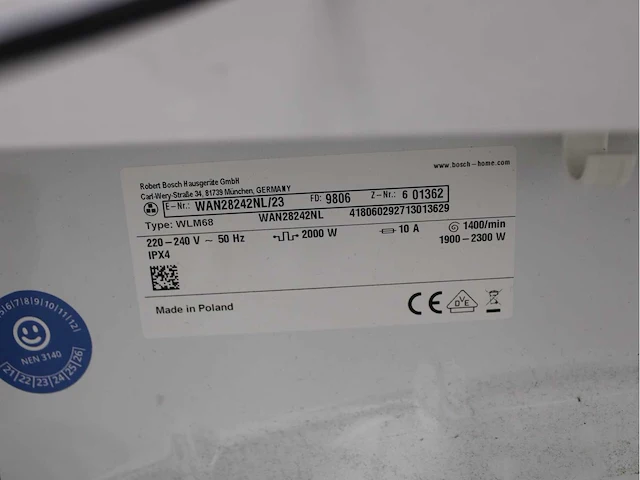 www.bosch-home.com
Robert Bosch Hausgeräte GmbH
Carl-Wery-Straße 34, 81739 München, GERMANY
E-Nr.: WAN28242NL/23 FD: 9806 Z-Nr.: 6 01362
Type: WLM68 WAN28242NL 418060292713013629
220-240 V ~ 50 Hz 2000 W 10 A 1400/min
IPX4 1900-2300 W
Made in Poland
CE DVE
5/6/7/8/9/10/11/12/
NEN 3140
21 22 23 24 25 26